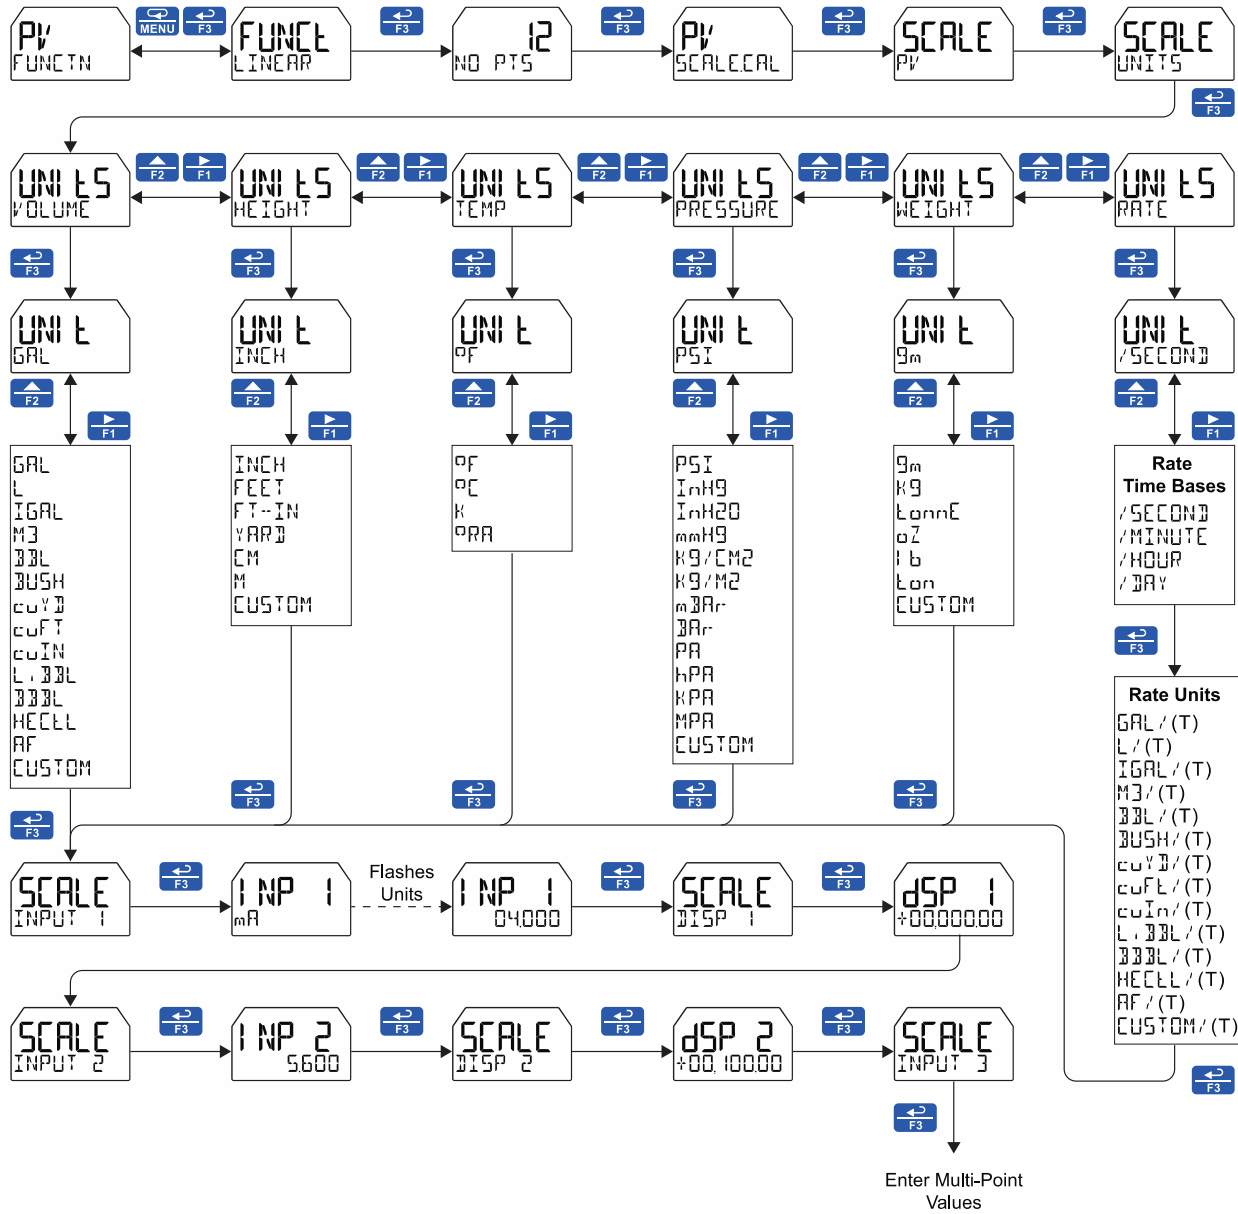 PV
FUNCTN
MENU
F3
FUNCt
LINEAR
F3
12
NO PTS
F3
PV
SCALE.CAL
F3
SCALE
PV
F3
SCALE
UNITS
F3
UNItS
VOLUME
F2 F1
UNItS
HEIGHT
F2 F1
UNItS
TEMP
F2 F1
UNItS
PRESSURE
F2 F1
UNItS
WEIGHT
F2 F1
UNItS
RATE
F3 F3 F3 F3 F3 F3
UNIt
GAL
UNIt
INCH
UNIt
°F
UNIt
PSI
UNIt
gm
UNIt
/SECOND
F2 F2 F2 F2 F2 F2
F1 F1 F1 F1 F1 F1
GAL
L
IGAL
M3
BBL
BUSH
cuYD
cuFT
cuIN
LiBBL
BBBL
HECtL
AF
CUSTOM
INCH
FEET
FT-IN
YARD
CM
M
CUSTOM
°F
°C
K
°RA
PSI
InHg
InH2O
mmHg
Kg/CM2
Kg/M2
mBAr
BAr
PA
hPA
KPA
MPA
CUSTOM
gm
Kg
tonnE
oZ
lb
ton
CUSTOM
Rate
Time Bases
/SECOND
/MINUTE
/HOUR
/DAY
F3
Rate Units
GAL/(T)
L/(T)
IGAL/(T)
M3/(T)
BBL/(T)
BUSH/(T)
cuYD/(T)
cuFt/(T)
cuIn/(T)
LiBBL/(T)
BBBL/(T)
HECtL/(T)
AF/(T)
CUSTOM/(T)
F3
F3 F3 F3 F3 F3
SCALE
INPUT 1
F3
INP 1
mA
Flashes
Units
INP 1
04.000
F3
SCALE
DISP 1
F3
dSP 1
+00,000.00
SCALE
INPUT 2
F3
INP 2
5.600
F3
SCALE
DISP 2
F3
dSP 2
+00,100.00
F3
SCALE
INPUT 3
F3
Enter Multi-Point
Values